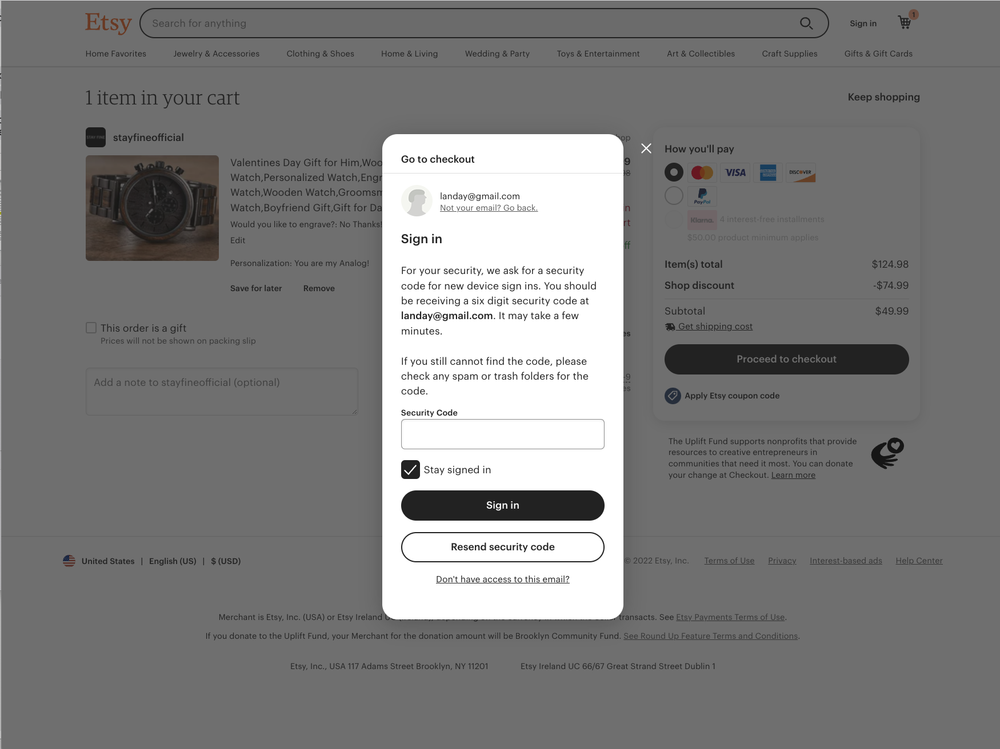 Etsy
Search for anything
Sign in
1
Home Favorites
Jewelry & Accessories
Clothing & Shoes
Home & Living
Wedding & Party
Toys & Entertainment
Art & Collectibles
Craft Supplies
Gifts & Gift Cards
1 item in your cart
Keep shopping
STAY FINE
stayfineofficial
Valentines Day Gift for Him,Woo
Watch,Personalized Watch,Engr
Watch,Wooden Watch,Groomsm
Watch,Boyfriend Gift,Gift for Da
Would you like to engrave?: No Thanks!
Edit
Personalization: You are my Analog!
Save for later
Remove
This order is a gift
Prices will not be shown on packing slip
Add a note to stayfineofficial (optional)
Go to checkout
landay@gmail.com
Not your email? Go back.
Sign in
For your security, we ask for a security
code for new device sign ins. You should
be receiving a six digit security code at
landay@gmail.com. It may take a few
minutes.
If you still cannot find the code, please
check any spam or trash folders for the
code.
Security Code
Stay signed in
Sign in
Resend security code
Don't have access to this email?
How you'll pay
VISA
DISCOVER
PayPal
Klarna. 4 interest-free installments
$50.00 product minimum applies
Item(s) total $124.98
Shop discount -$74.99
Subtotal $49.99
Get shipping cost
Proceed to checkout
Apply Etsy coupon code
The Uplift Fund supports nonprofits that provide
resources to creative entrepreneurs in
communities that need it most. You can donate
your change at Checkout. Learn more
United States | English (US) | $ (USD)
© 2022 Etsy, Inc.
Terms of Use
Privacy
Interest-based ads
Help Center
Merchant is Etsy, Inc. (USA) or Etsy Ireland transacts. See Etsy Payments Terms of Use.
If you donate to the Uplift Fund, your Merchant for the donation amount will be Brooklyn Community Fund. See Round Up Feature Terms and Conditions.
Etsy, Inc., USA 117 Adams Street Brooklyn, NY 11201
Etsy Ireland UC 66/67 Great Strand Street Dublin 1